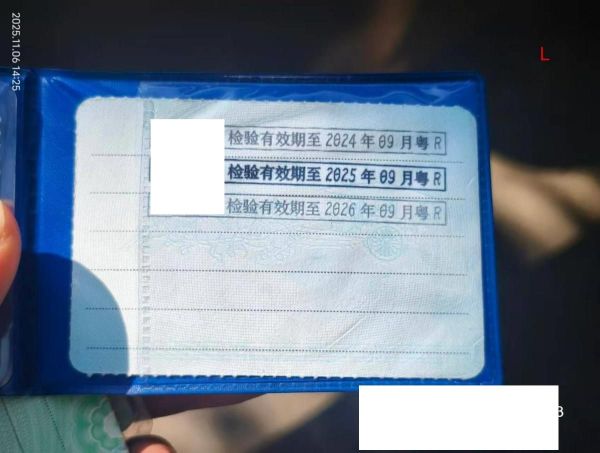 2025.11.06 14:25
L
检验有效期至 2024 年 09 月粤 R
检验有效期至 2025 年 09 月粤 R
检验有效期至 2026 年 09 月粤 R
3